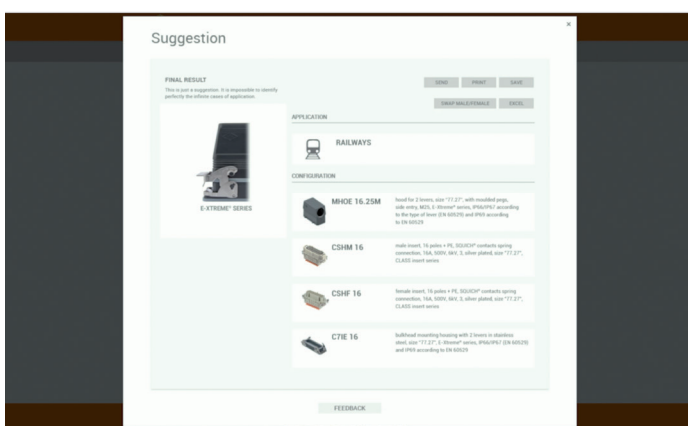 ×
Suggestion
FINAL RESULT
This is just a suggestion. It is impossible to identify
perfectly the infinite cases of application.
SEND
PRINT
SAVE
SWAP MALE/FEMALE
EXCEL
E-XTREME® SERIES
APPLICATION
RAILWAYS
CONFIGURATION
MHOE 16.25M
hood for 2 levers, size "77.27", with moulded pegs,
side entry, M25, E-Xtreme® series, IP66/IP67 according
to the type of lever (EN 60529) and IP69 according
to EN 60529
CSHM 16
male insert, 16 poles + PE, SQUICH® contacts spring
connection, 16A, 500V, 6kV, 3, silver plated, size "77.27",
CLASS insert series
CSHF 16
female insert, 16 poles + PE, SQUICH® contacts spring
connection, 16A, 500V, 6kV, 3, silver plated, size "77.27",
CLASS insert series
C7IE 16
bulkhead mounting housing with 2 levers in stainless
steel, size "77.27", E-Xtreme® series, IP66/IP67 (EN 60529)
and IP69 according to EN 60529
FEEDBACK